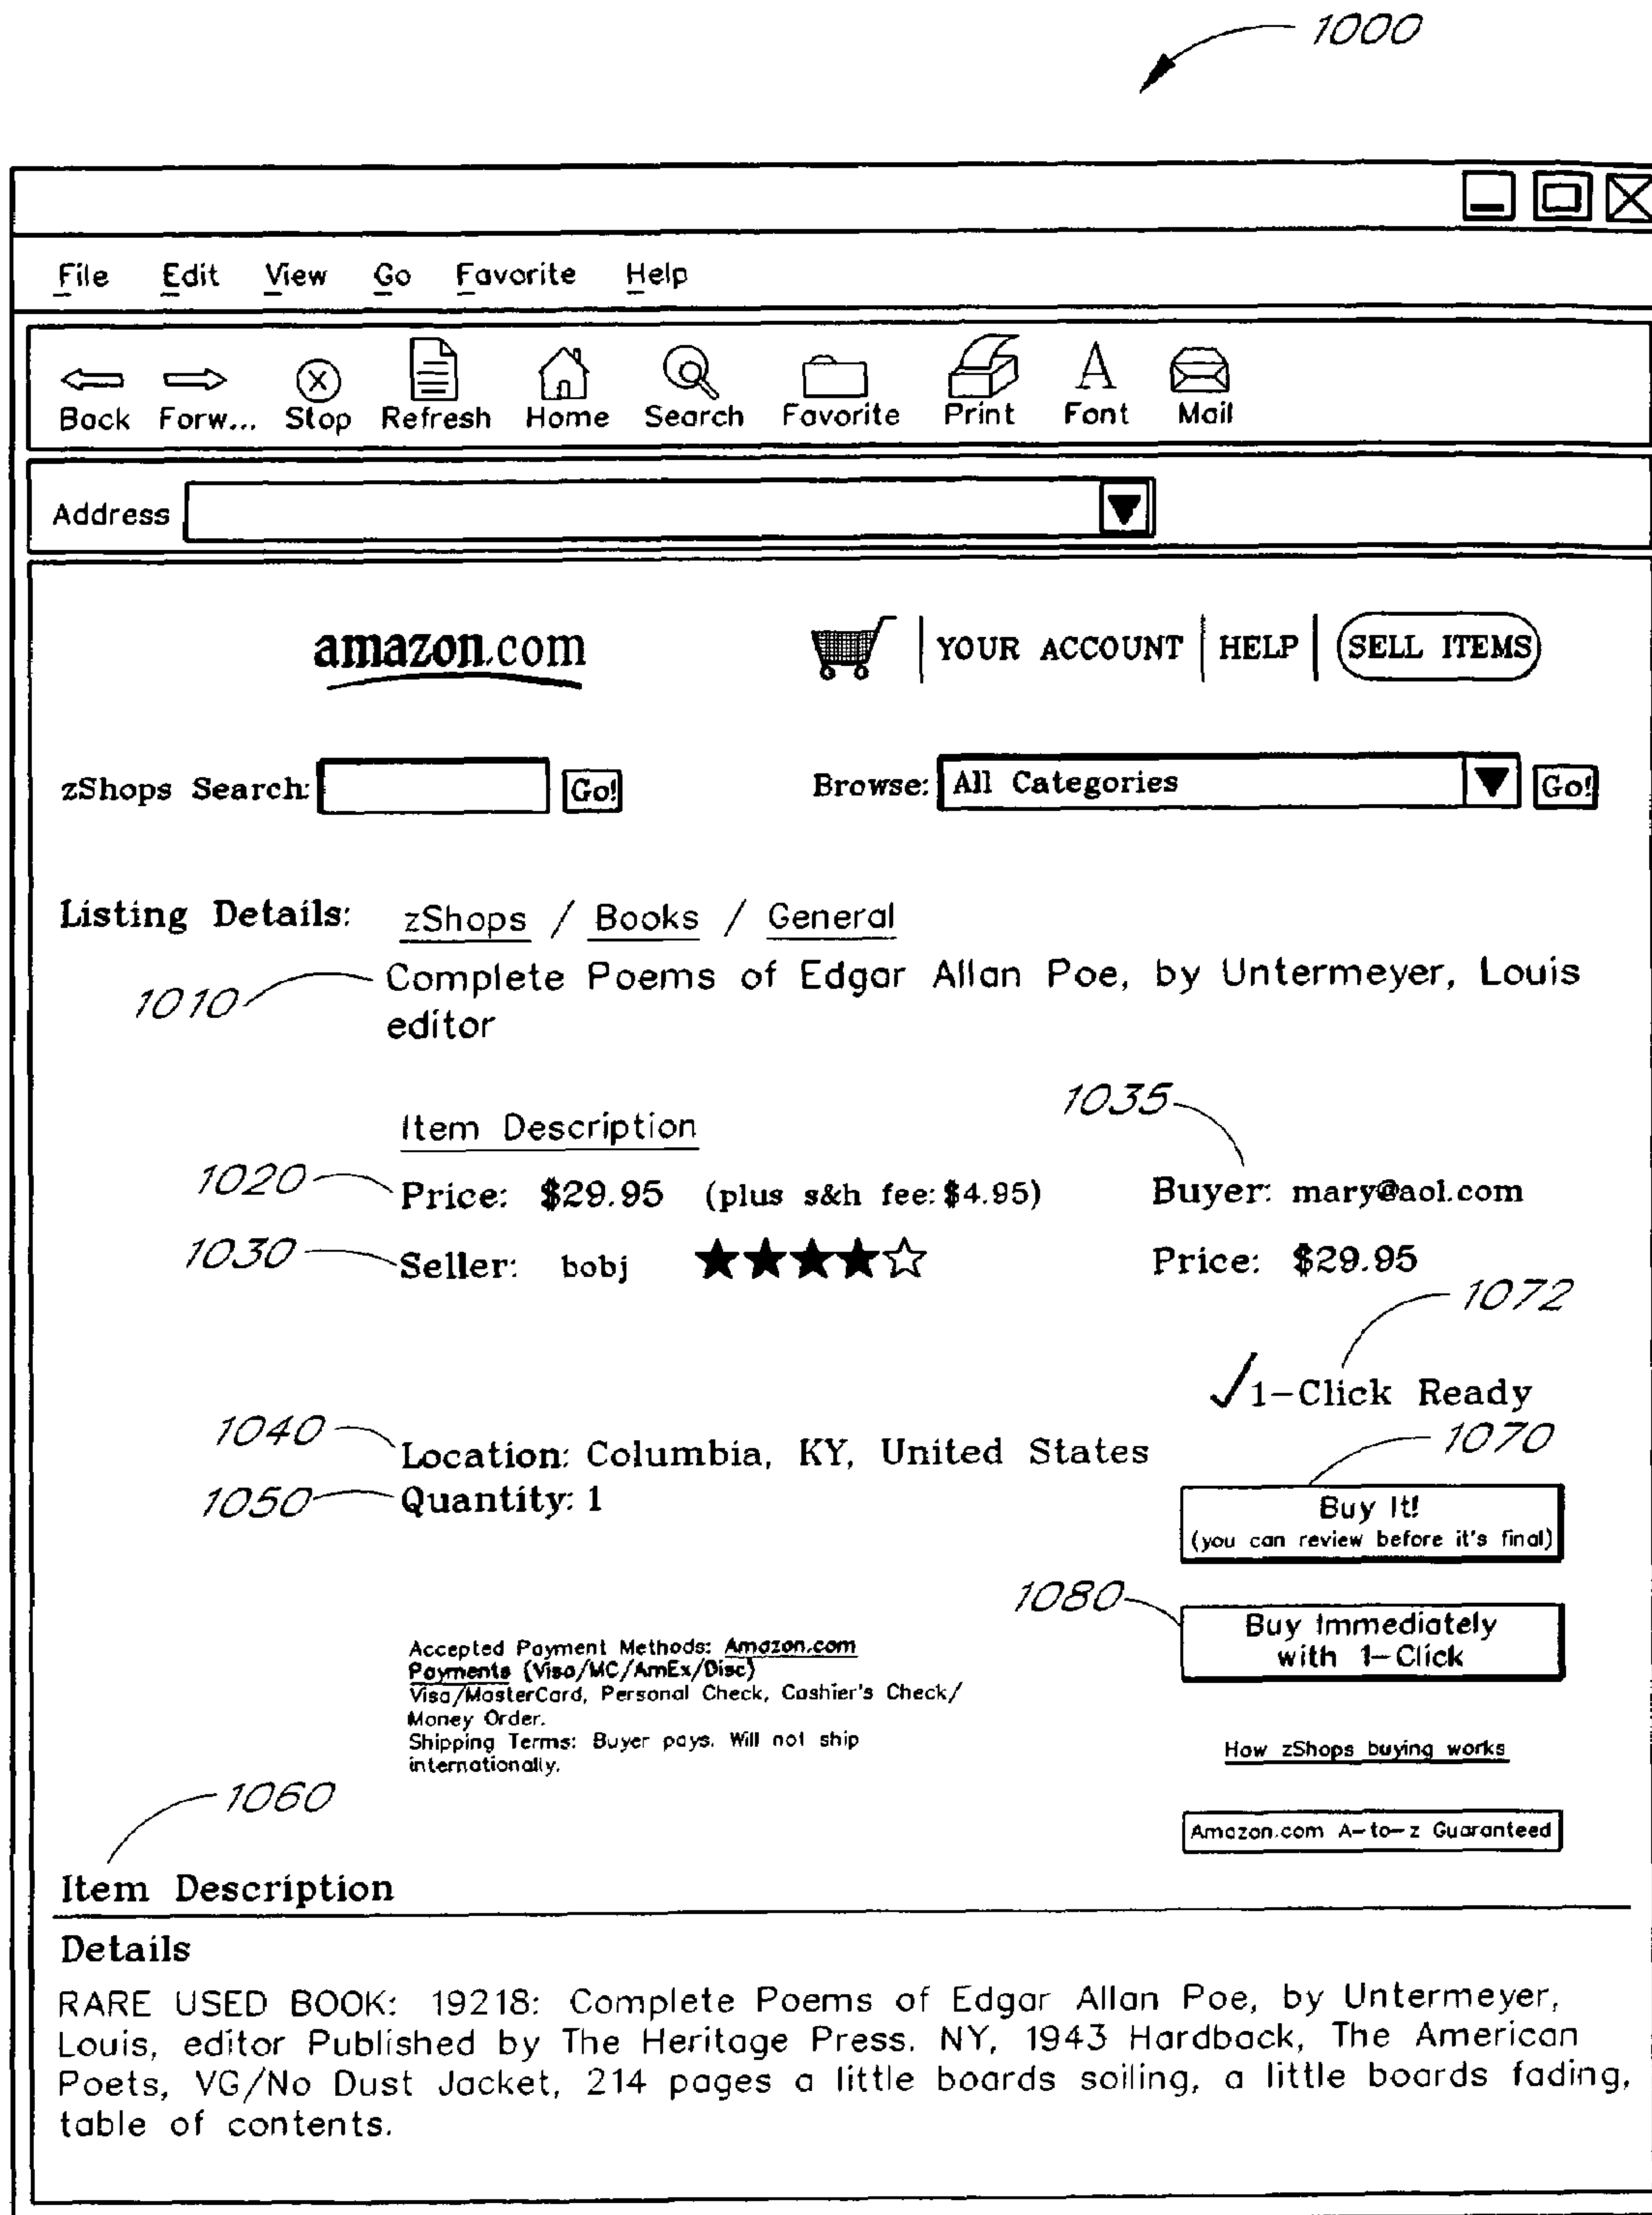 1000
File Edit View Go Favorite Help
Back Forw... Stop Refresh Home Search Favorite Print Font Mail
Address
amazon.com YOUR ACCOUNT HELP SELL ITEMS
zShops Search: Go! Browse: All Categories Go!
Listing Details: zShops / Books / General
1010 Complete Poems of Edgar Allan Poe, by Untermeyer, Louis
editor
1035
Item Description
1020 Price: $29.95 (plus s&h fee: $4.95) Buyer: mary@aol.com
1030 Seller: bobj Price: $29.95
1072
1-Click Ready
1040 Location: Columbia, KY, United States
1070
1050 Quantity: 1
Buy It!
(you can review before it's final)
1080
Buy Immediately
with 1-Click
Accepted Payment Methods: Amazon.com
Payments (Visa/MC/AmEx/Disc)
Visa/MasterCard, Personal Check, Cashier's Check/
Money Order.
Shipping Terms: Buyer pays. Will not ship
internationally.
How zShops buying works
1060
Amazon.com A-to-z Guaranteed
Item Description
Details
RARE USED BOOK: 19218: Complete Poems of Edgar Allan Poe, by Untermeyer,
Louis, editor Published by The Heritage Press. NY, 1943 Hardback, The American
Poets, VG/No Dust Jacket, 214 pages a little boards soiling, a little boards fading,
table of contents.